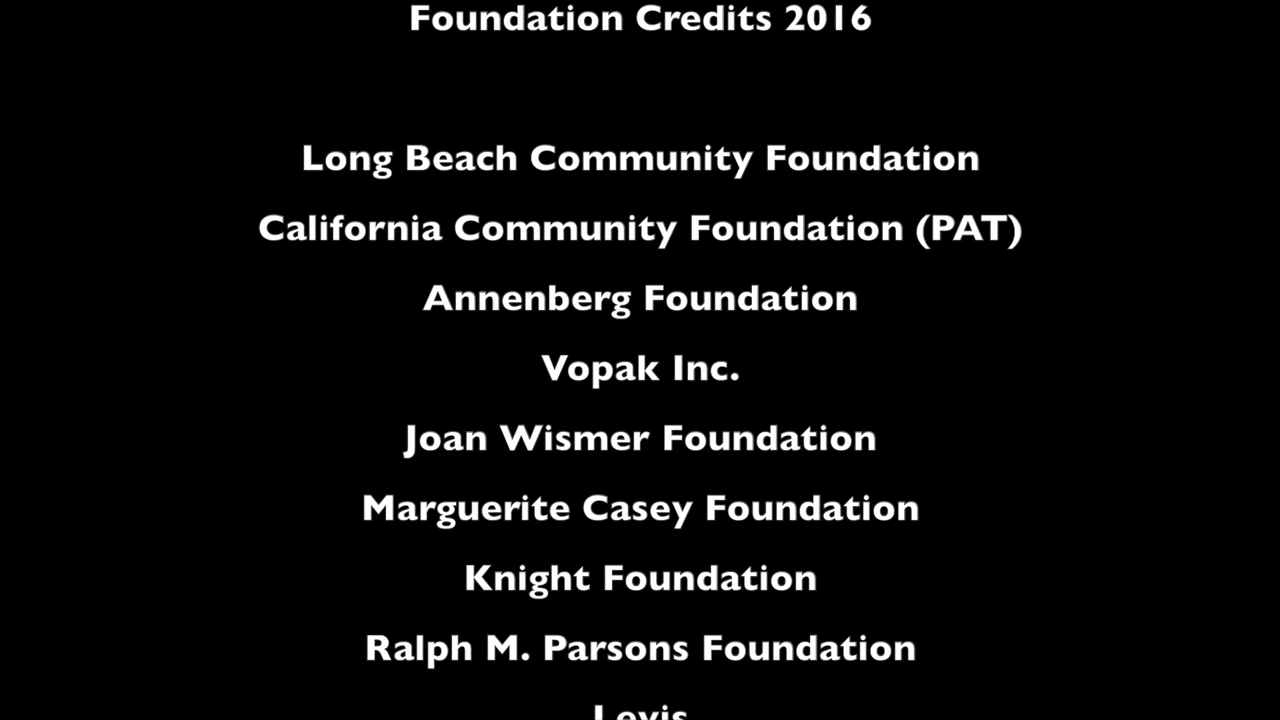 Foundation Credits 2016
Long Beach Community Foundation
California Community Foundation (PAT)
Annenberg Foundation
Vopak Inc.
Joan Wismer Foundation
Marguerite Casey Foundation
Knight Foundation
Ralph M. Parsons Foundation
Levis